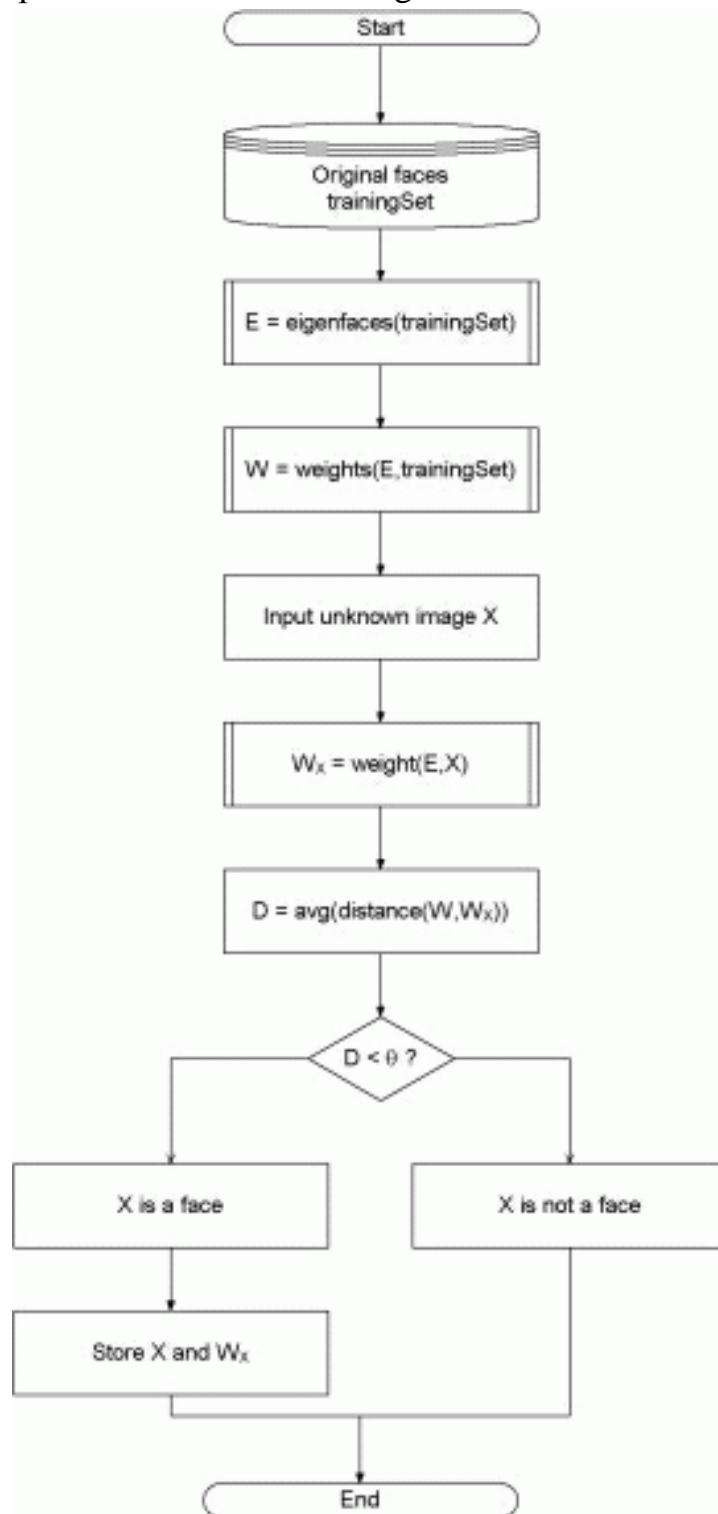 Start
Original faces
trainingSet
E = eigenfaces(trainingSet)
W = weights(E,trainingSet)
Input unknown image X
Wₓ = weight(E,X)
D = avg(distance(W,Wₓ))
D < θ ?
X is a face
X is not a face
Store X and Wₓ
End